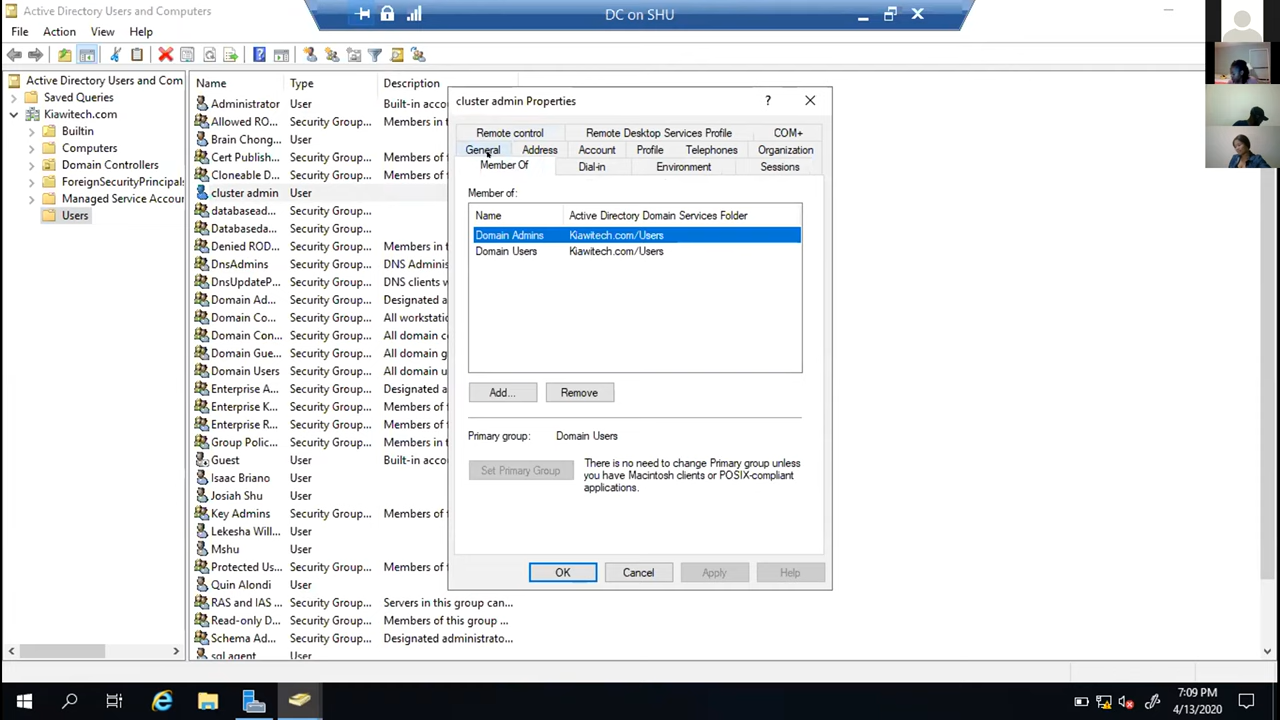 Active Directory Users and Computers
DC on SHU
File Action View Help
Active Directory Users and Com
Saved Queries
Kiawitech.com
Builtin
Computers
Domain Controllers
ForeignSecurityPrincipals
Managed Service Accou
Users
Name Type Description
Administrator User Built-in acco
Allowed RO... Security Group... Members in t
Brain Chong... User
Cert Publish... Security Group... Members of t
Cloneable D... Security Group... Members of t
cluster admin User
databasead... Security Group...
Databaseda... Security Group...
Denied ROD... Security Group... Members in t
DnsAdmins Security Group... DNS Adminis
DnsUpdateP... Security Group... DNS clients w
Domain Ad... Security Group... Designated a
Domain Co... Security Group... All workstatio
Domain Con... Security Group... All domain c
Domain Gue... Security Group... All domain g
Domain Users Security Group... All domain u
Enterprise A... Security Group... Designated a
Enterprise K... Security Group... Members of t
Enterprise R... Security Group... Members of t
Group Polic... Security Group... Members in t
Guest User Built-in acco
Isaac Briano User
Josiah Shu User
Key Admins Security Group... Members of t
Lekesha Will... User
Mshu User
Protected Us... Security Group... Members of t
Quin Alondi User
RAS and IAS ... Security Group... Servers in this group can...
Read-only D... Security Group... Members of this group ...
Schema Ad... Security Group... Designated administrato...
sql agent User
cluster admin Properties
Remote control Remote Desktop Services Profile COM+
General Address Account Profile Telephones Organization
Member Of Dial-in Environment Sessions
Member of:
Name Active Directory Domain Services Folder
Domain Admins Kiawitech.com/Users
Domain Users Kiawitech.com/Users
Add... Remove
Primary group: Domain Users
Set Primary Group
There is no need to change Primary group unless
you have Macintosh clients or POSIX-compliant
applications.
OK Cancel Apply Help
7:09 PM
4/13/2020